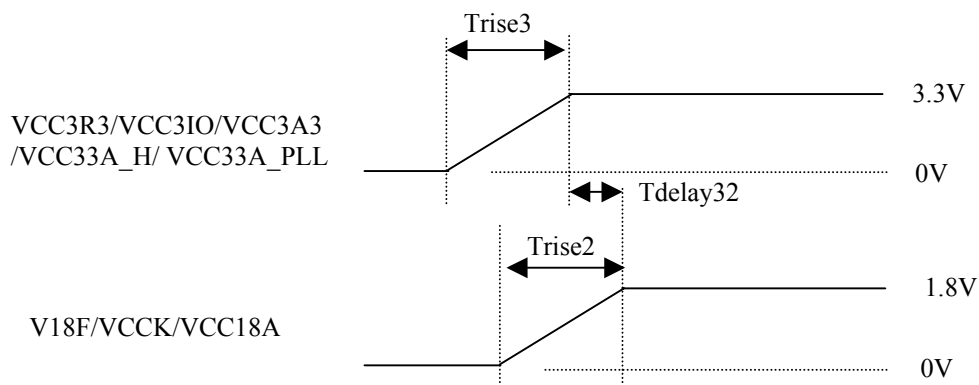 Trise3
3.3V
VCC3R3/VCC3IO/VCC3A3
/VCC33A_H/ VCC33A_PLL
0V
Tdelay32
Trise2
1.8V
V18F/VCCK/VCC18A
0V